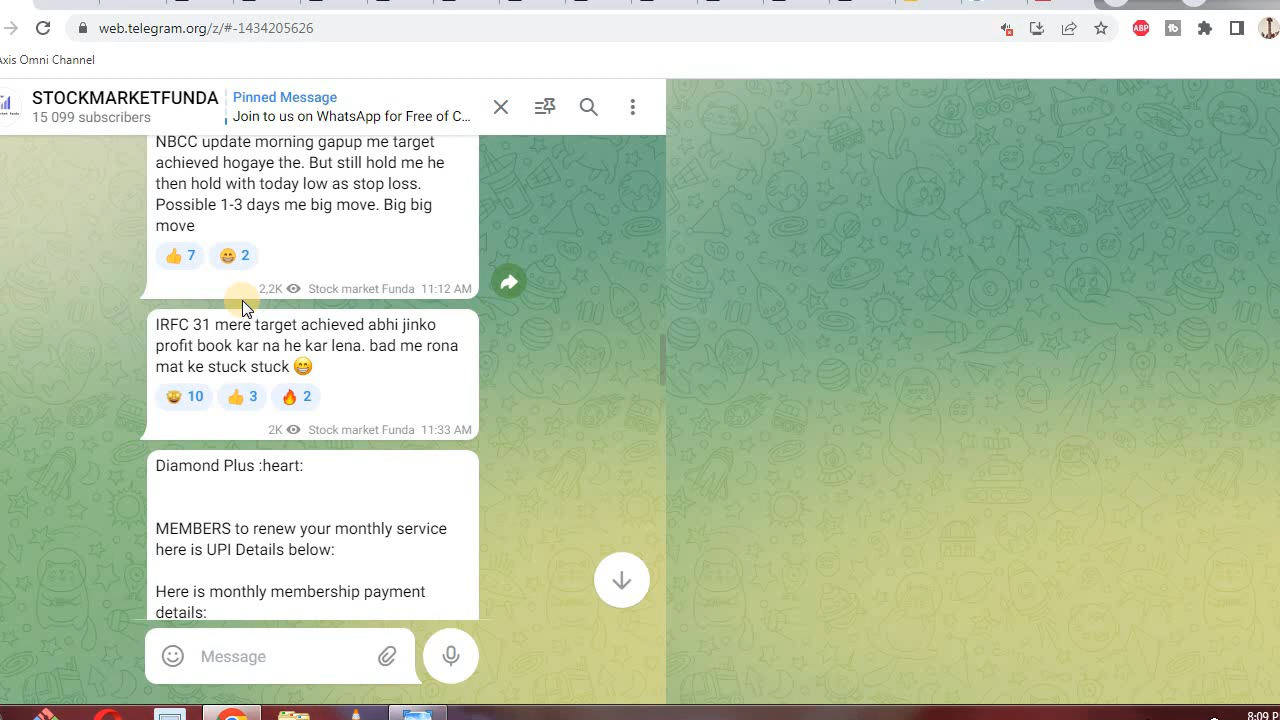 web.telegram.org/z/#-1434205626
ABP
Axis Omni Channel
STOCKMARKETFUNDA
15 099 subscribers
Pinned Message
Join to us on WhatsApp for Free of C...
NBCC update morning gapup me target
achieved hogaye the. But still hold me he
then hold with today low as stop loss.
Possible 1-3 days me big move. Big big
move
7
2
2,2K Stock market Funda 11:12 AM
IRFC 31 mere target achieved abhi jinko
profit book kar na he kar lena. bad me rona
mat ke stuck stuck
10
3
2
2K Stock market Funda 11:33 AM
Diamond Plus :heart:
MEMBERS to renew your monthly service
here is UPI Details below:
Here is monthly membership payment
details:
Message
8:09 P